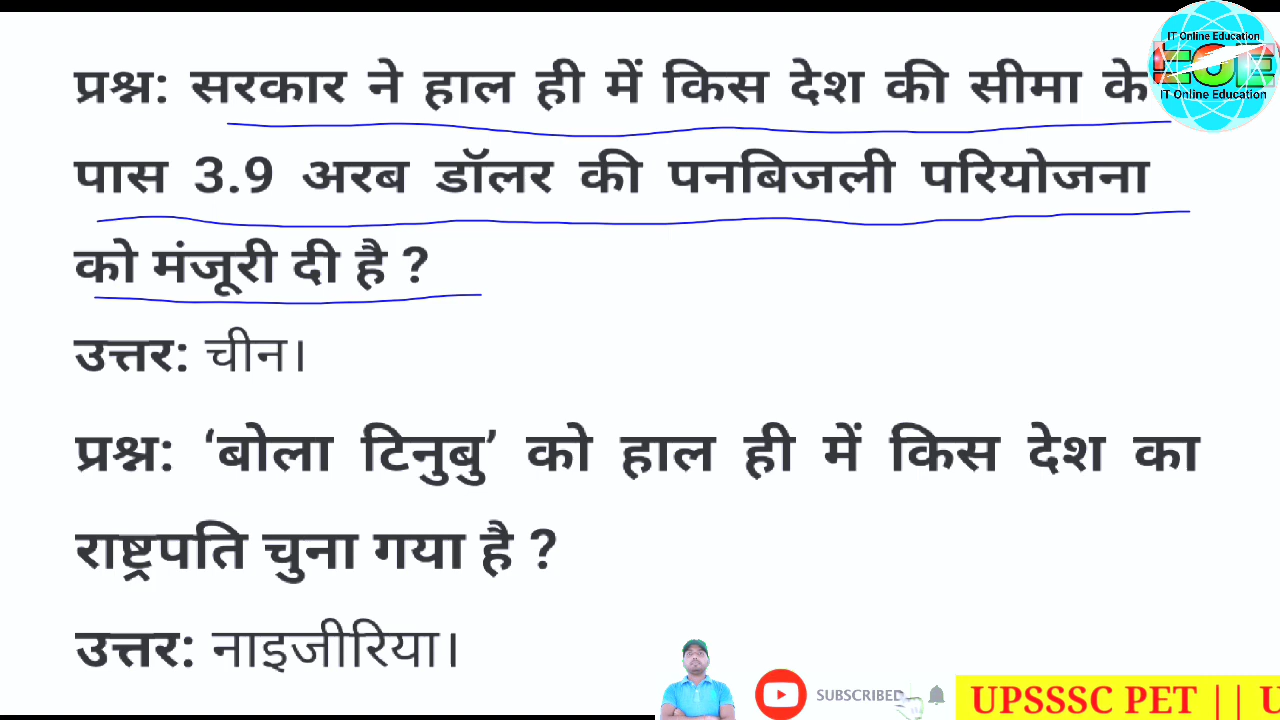 प्रश्न: सरकार ने हाल ही में किस देश की सीमा के
पास 3.9 अरब डॉलर की पनबिजली परियोजना
को मंजूरी दी है ?
उत्तर: चीन।
प्रश्न: ‘बोला टिनुबु’ को हाल ही में किस देश का
राष्ट्रपति चुना गया है ?
उत्तर: नाइजीरिया।
IT Online Education
IT Online Education
SUBSCRIBED
UPSSSC PET || U